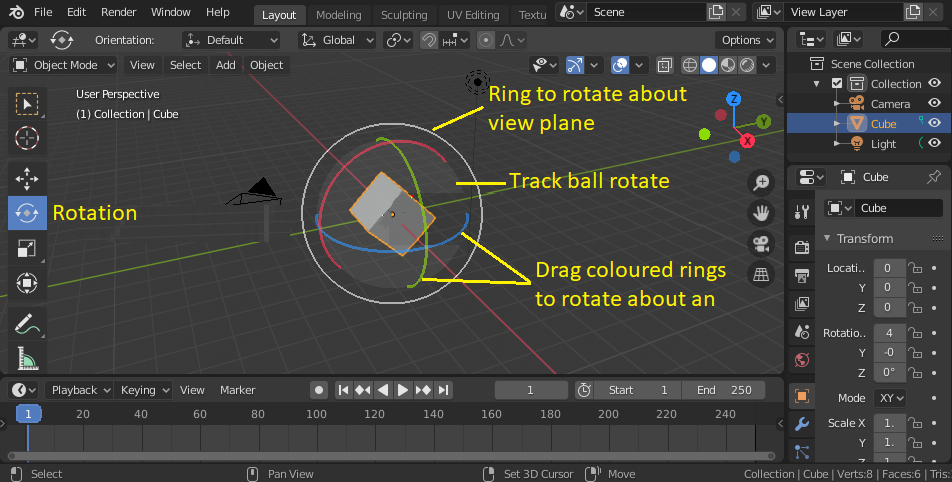 File Edit Render Window Help Layout Modeling Sculpting UV Editing Textu Scene View Layer
Orientation: Default Global Options
Object Mode View Select Add Object
User Perspective
(1) Collection | Cube
Ring to rotate about
view plane
Track ball rotate
Rotation
Drag coloured rings
to rotate about an
Z
Y
X
Scene Collection
Collection
Camera
Cube
Light
Cube
Cube
Transform
Locati.. 0
Y 0
Z 0
Rotatio.. 4
Y -0
Z 0°
Mode XY
Scale X 1.
Y 1.
Z 1.
Playback Keying View Marker 1 Start 1 End 250
1 20 40 60 80 100 120 140 160 180 200 220 240
Select Pan View Set 3D Cursor Move Collection | Cube | Verts:8 | Faces:6 | Tris: